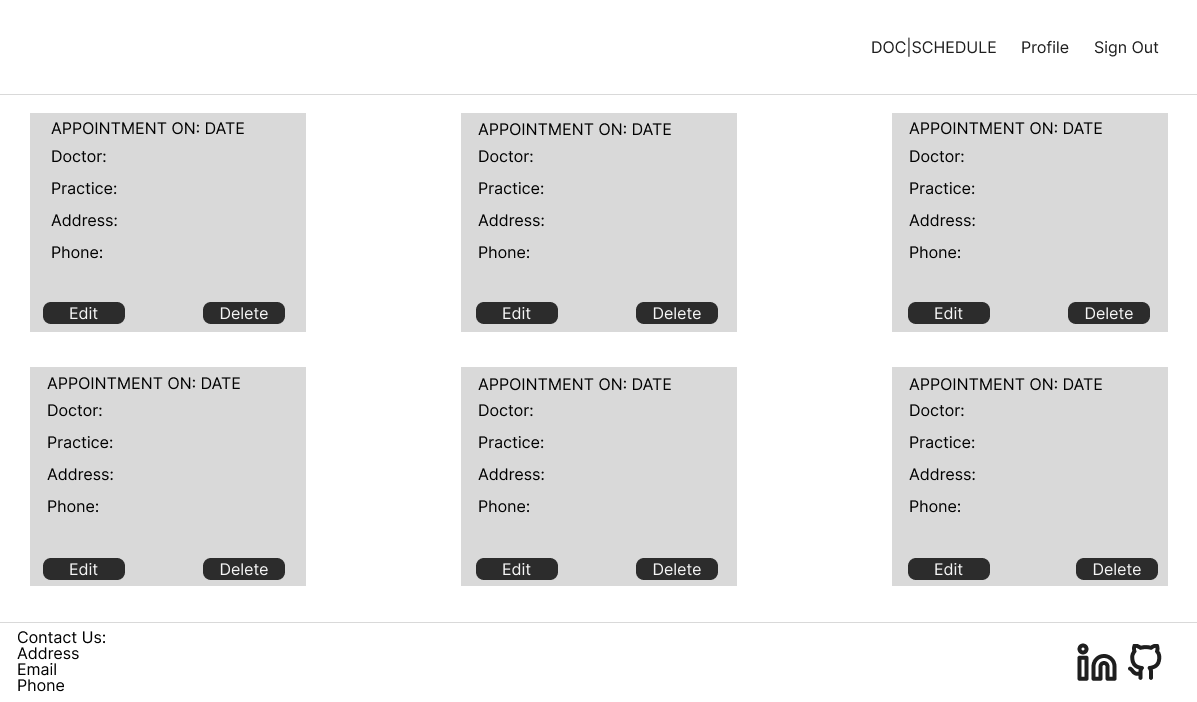 DOC|SCHEDULE Profile Sign Out
APPOINTMENT ON: DATE
Doctor:
Practice:
Address:
Phone:
Edit Delete
APPOINTMENT ON: DATE
Doctor:
Practice:
Address:
Phone:
Edit Delete
APPOINTMENT ON: DATE
Doctor:
Practice:
Address:
Phone:
Edit Delete
APPOINTMENT ON: DATE
Doctor:
Practice:
Address:
Phone:
Edit Delete
APPOINTMENT ON: DATE
Doctor:
Practice:
Address:
Phone:
Edit Delete
APPOINTMENT ON: DATE
Doctor:
Practice:
Address:
Phone:
Edit Delete
Contact Us:
Address
Email
Phone
in